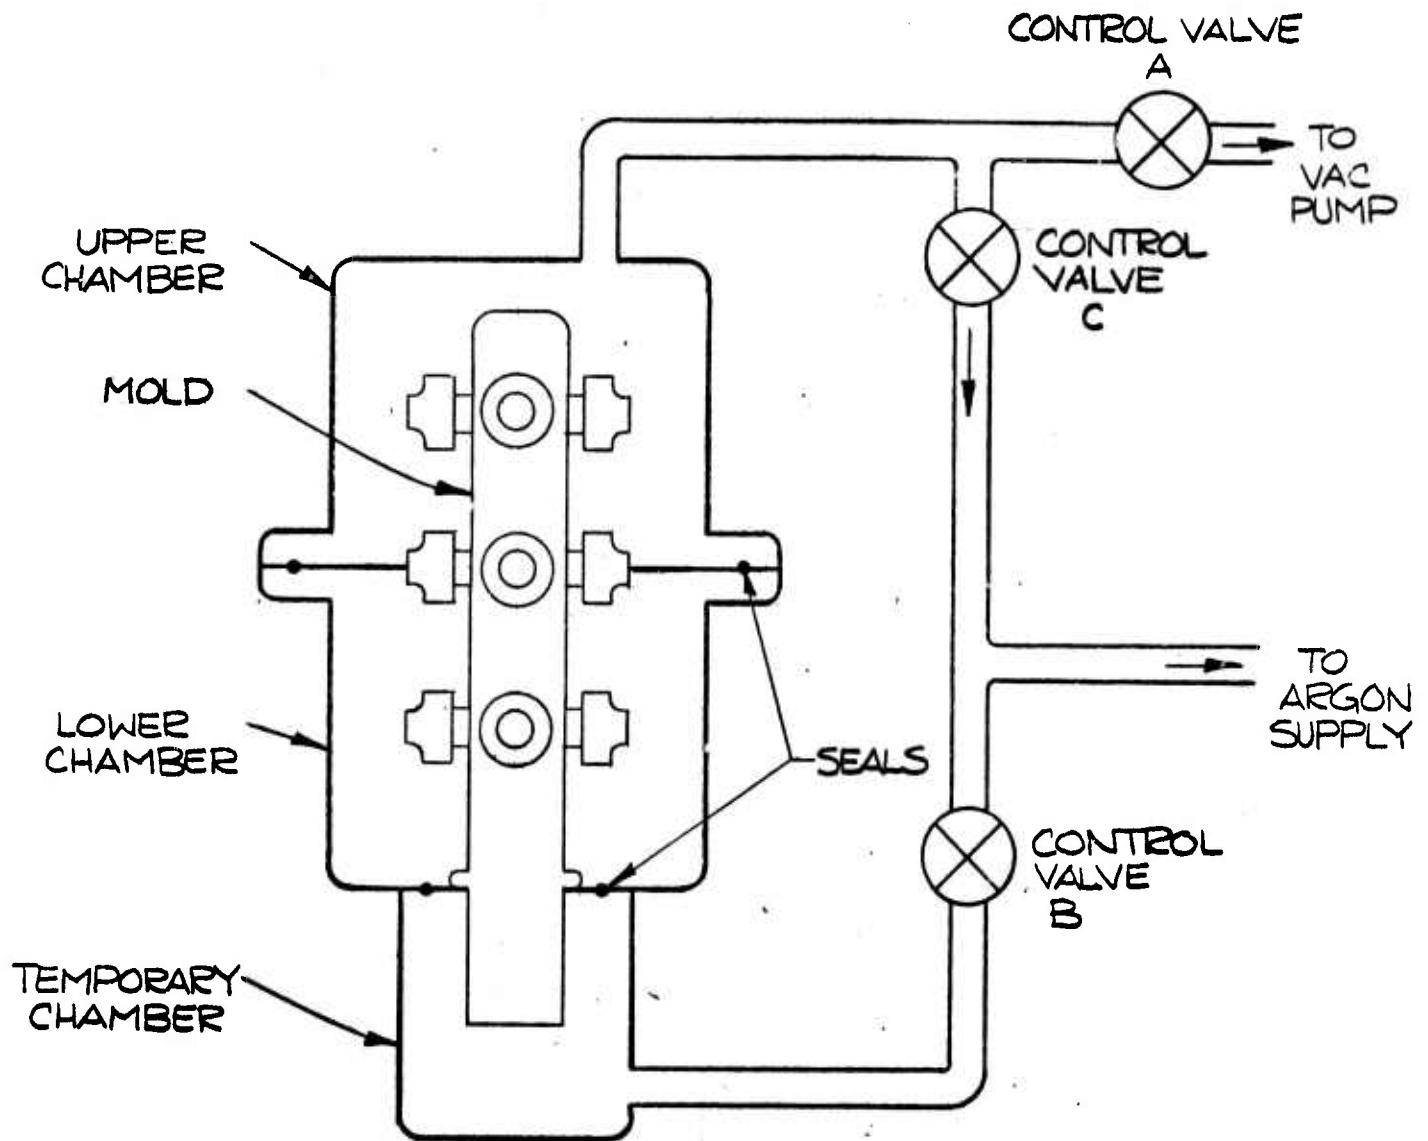 CONTROL VALVE
A
TO
VAC
PUMP
UPPER
CHAMBER
CONTROL
VALVE
C
MOLD
TO
ARGON
SUPPLY
LOWER
CHAMBER
SEALS
CONTROL
VALVE
B
TEMPORARY
CHAMBER